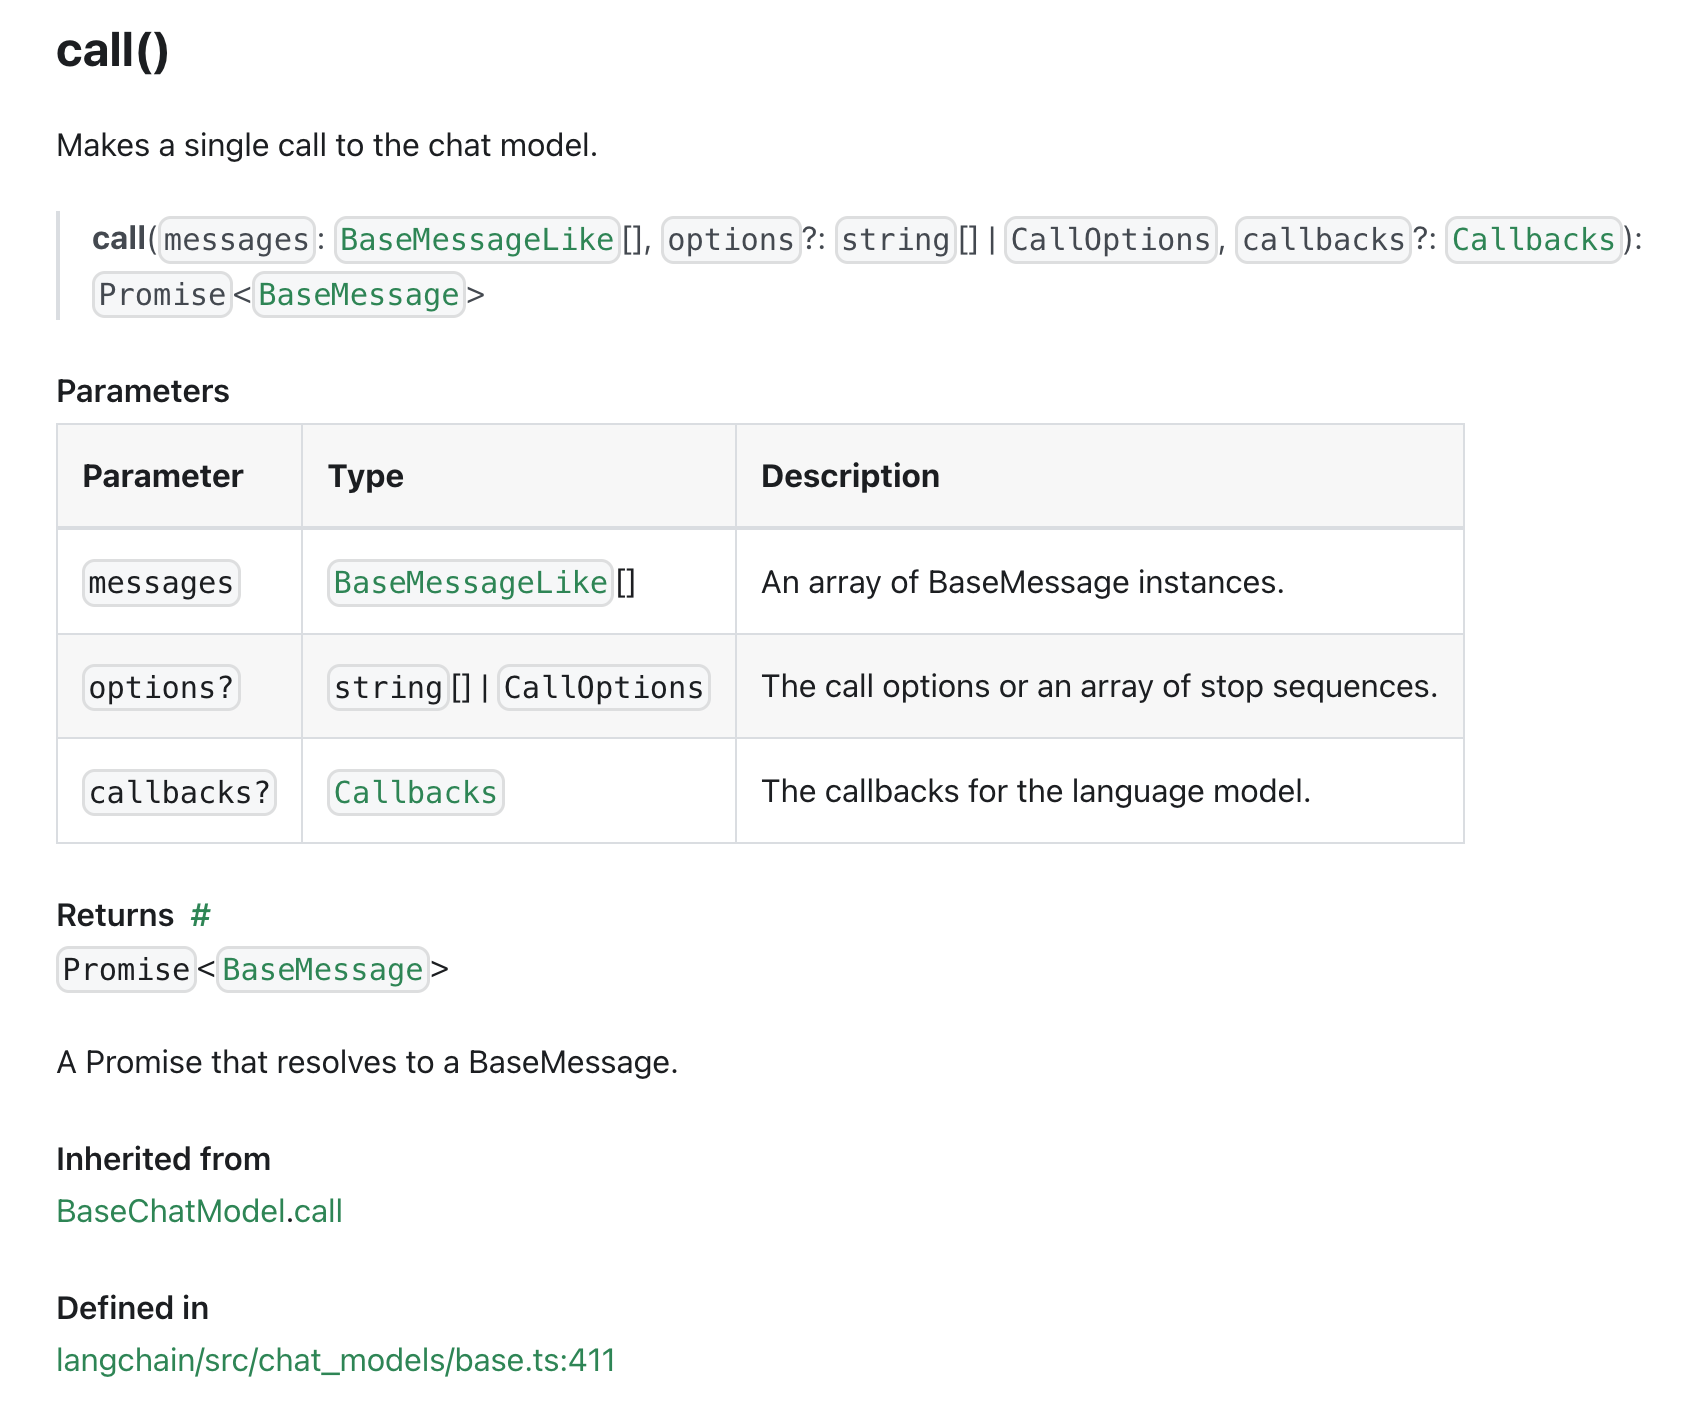 call()
Makes a single call to the chat model.
call(messages: BaseMessageLike[], options?: string[] | CallOptions, callbacks?: Callbacks):
Promise<BaseMessage>
Parameters
Parameter Type Description
messages BaseMessageLike[] An array of BaseMessage instances.
options? string[] | CallOptions The call options or an array of stop sequences.
callbacks? Callbacks The callbacks for the language model.
Returns #
Promise<BaseMessage>
A Promise that resolves to a BaseMessage.
Inherited from
BaseChatModel.call
Defined in
langchain/src/chat_models/base.ts:411